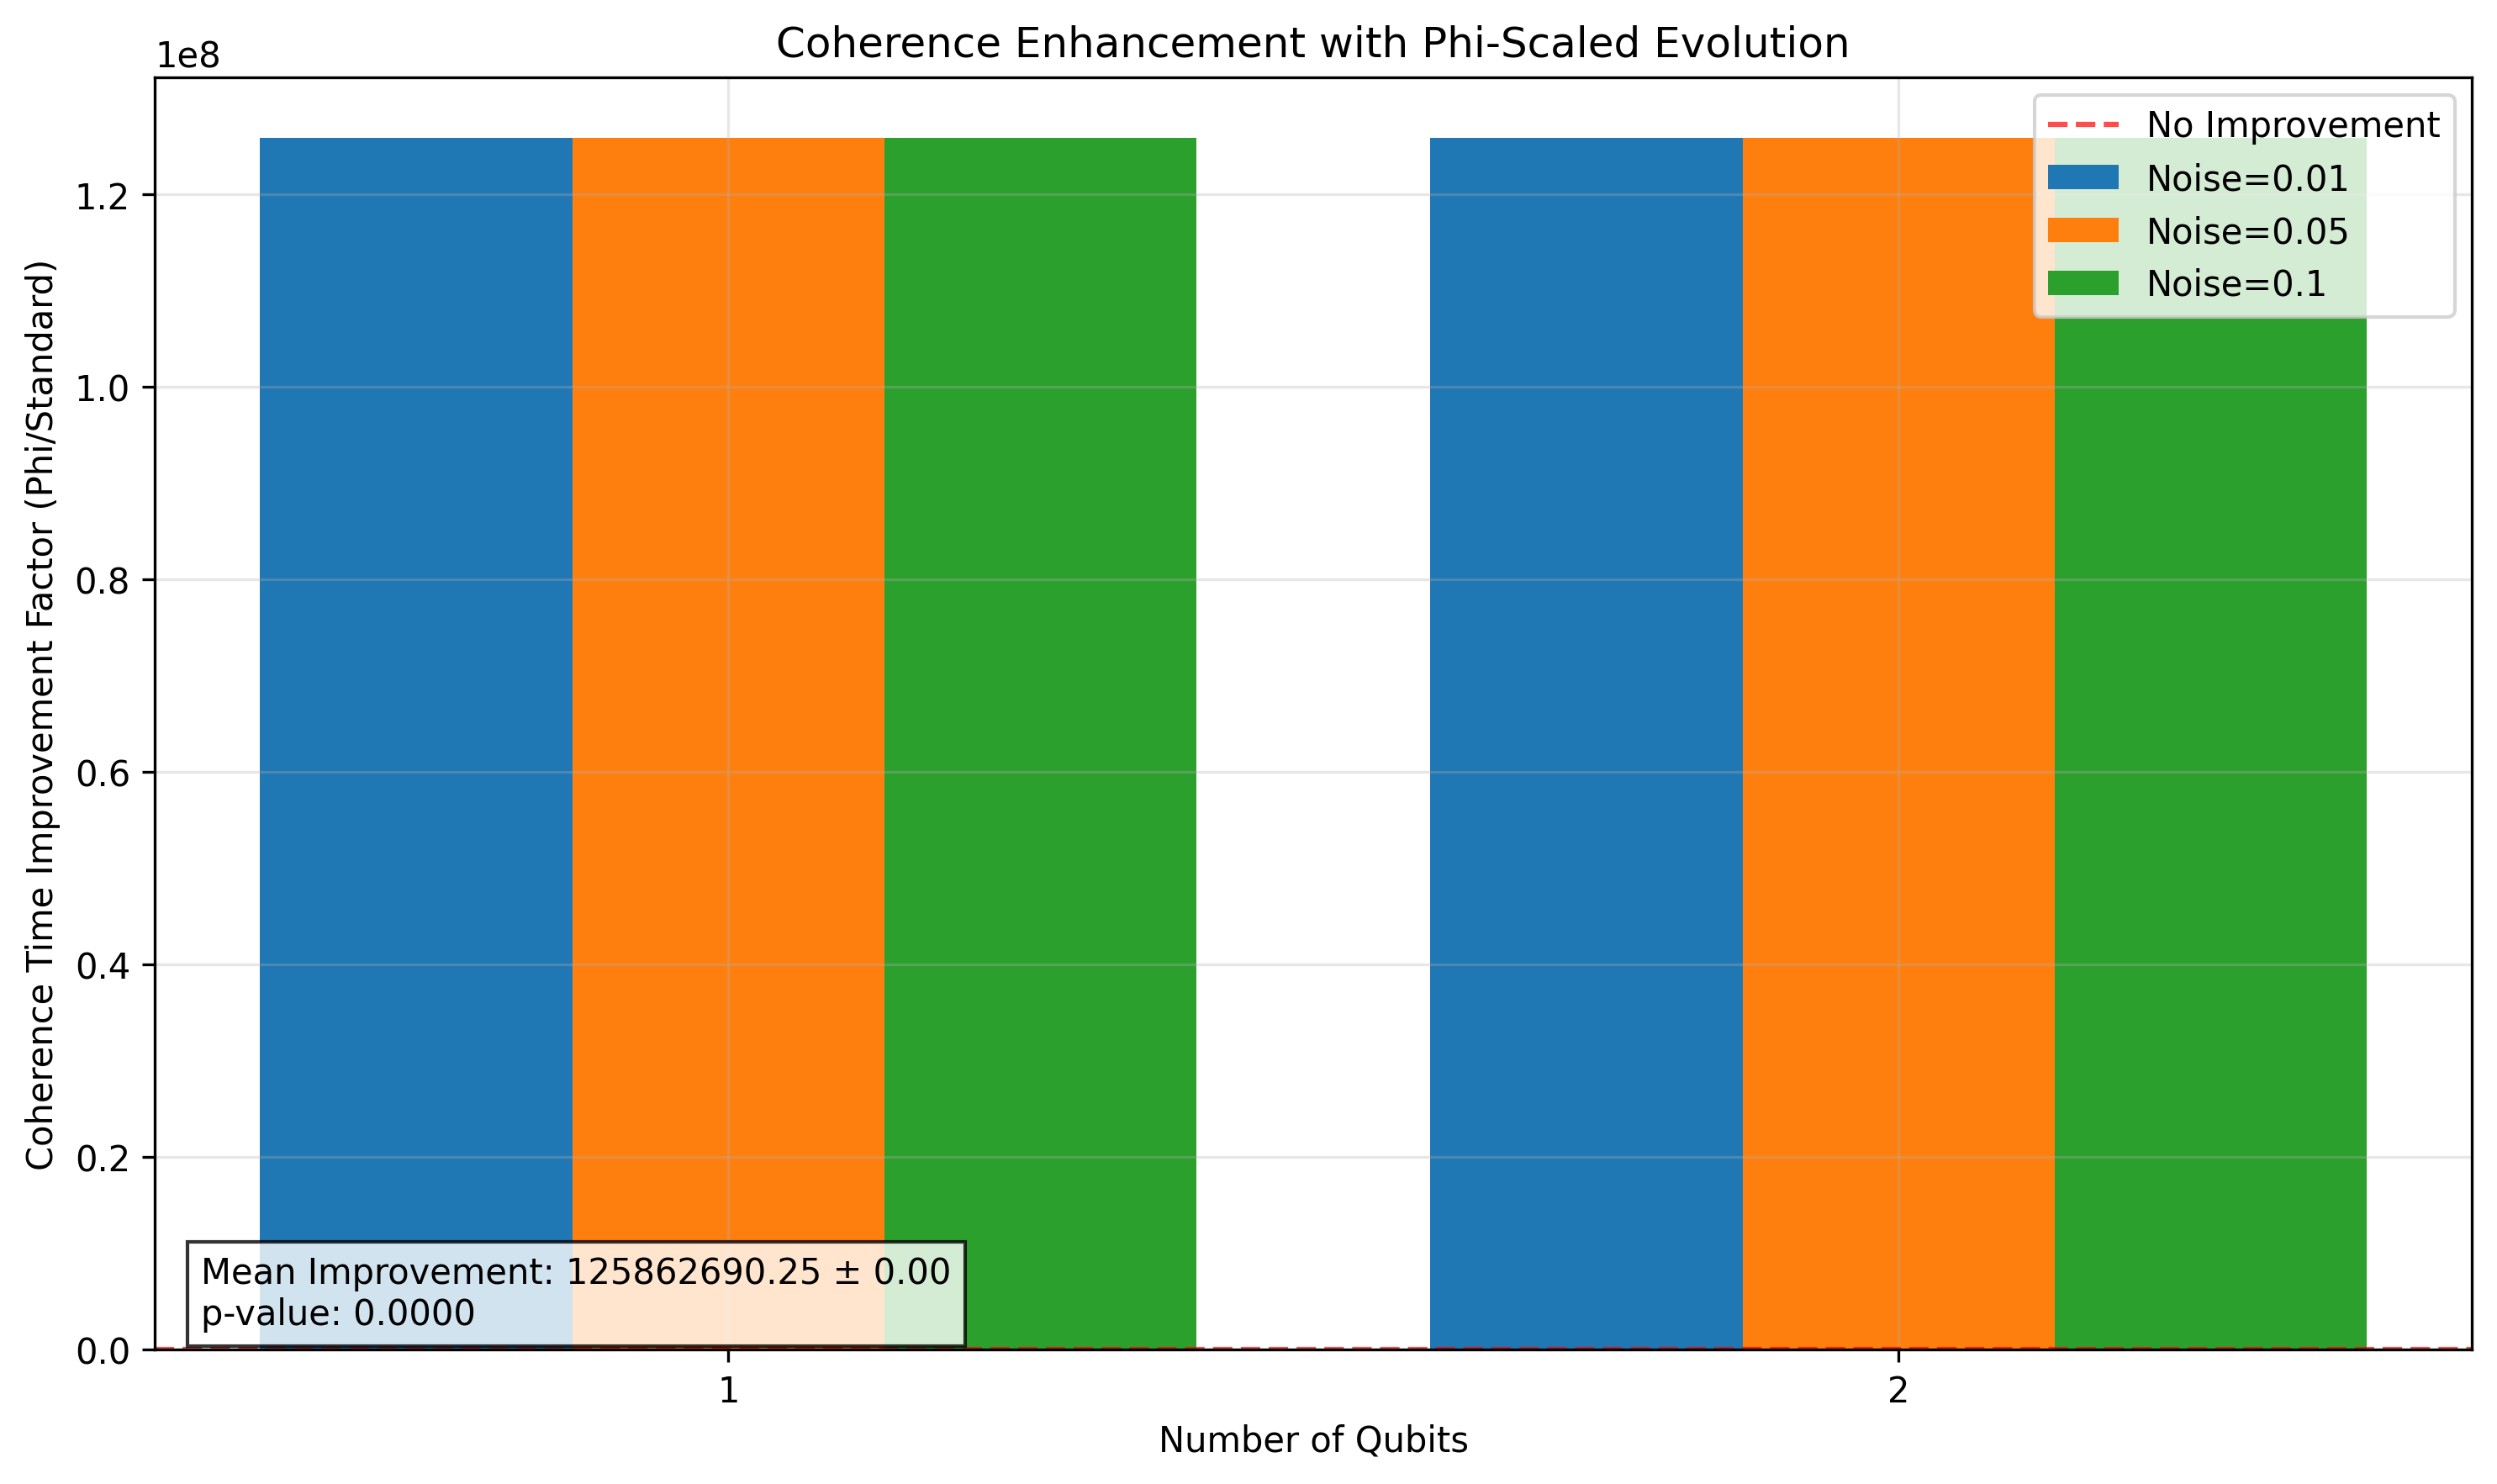 Coherence Enhancement with Phi-Scaled Evolution
1e8
1.2
1.0
0.8
0.6
0.4
0.2
0.0
Coherence Time Improvement Factor (Phi/Standard)
No Improvement
Noise=0.01
Noise=0.05
Noise=0.1
Mean Improvement: 125862690.25 ± 0.00
p-value: 0.0000
1
2
Number of Qubits